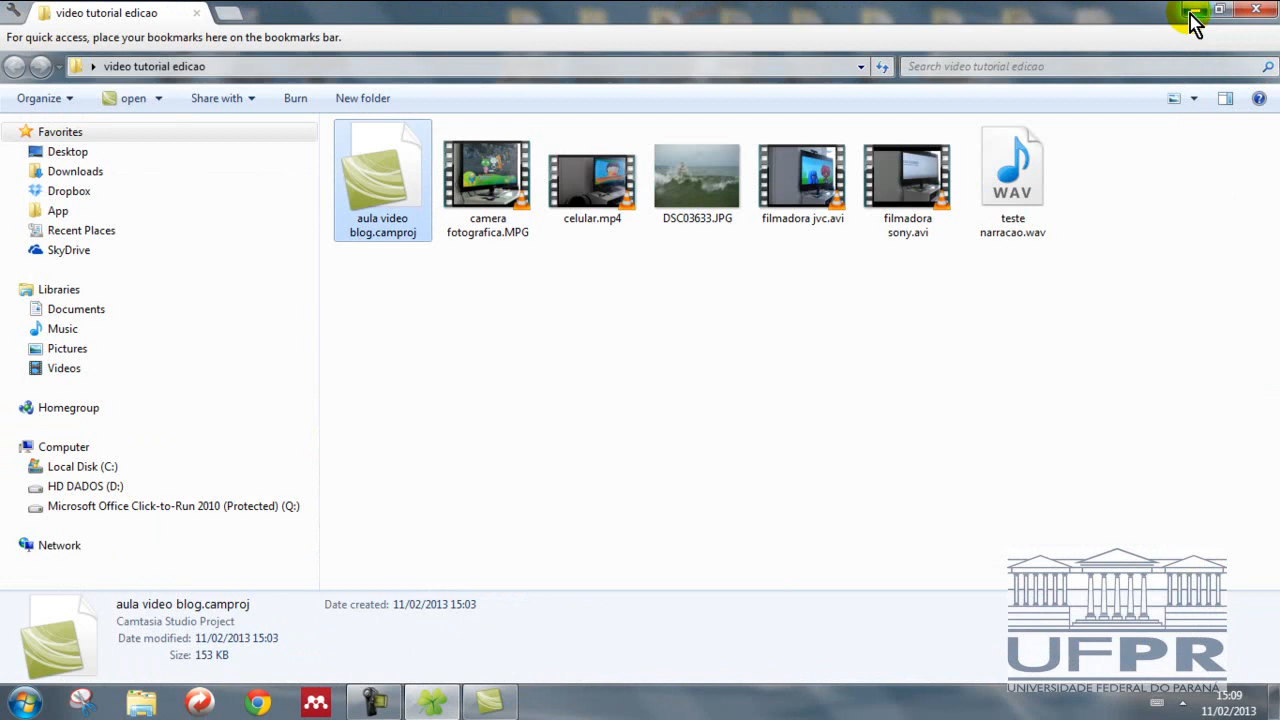 video tutorial edicao
For quick access, place your bookmarks here on the bookmarks bar.
video tutorial edicao
Search video tutorial edicao
Organize
open
Share with
Burn
New folder
Favorites
Desktop
Downloads
Dropbox
App
Recent Places
SkyDrive
Libraries
Documents
Music
Pictures
Videos
Homegroup
Computer
Local Disk (C:)
HD DADOS (D:)
Microsoft Office Click-to-Run 2010 (Protected) (Q:)
Network
aula video
blog.camproj
camera
fotografica.MPG
celular.mp4
DSC03633.JPG
filmadora jvc.avi
filmadora
sony.avi
WAV
teste
narracao.wav
aula video blog.camproj
Camtasia Studio Project
Date modified: 11/02/2013 15:03
Size: 153 KB
Date created: 11/02/2013 15:03
UFPR
UNIVERSIDADE FEDERAL DO PARANÁ
15:09
11/02/2013